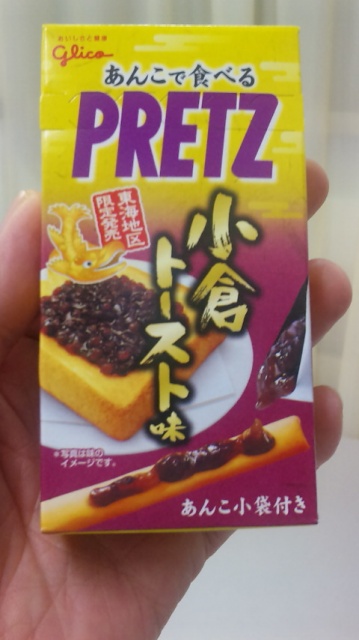 おいしさと健康
Glico
あんこで食べる
PRETZ
東海地区
限定発売
小倉
トースト味
*写真は味の
イメージです。
あんこ小袋付き